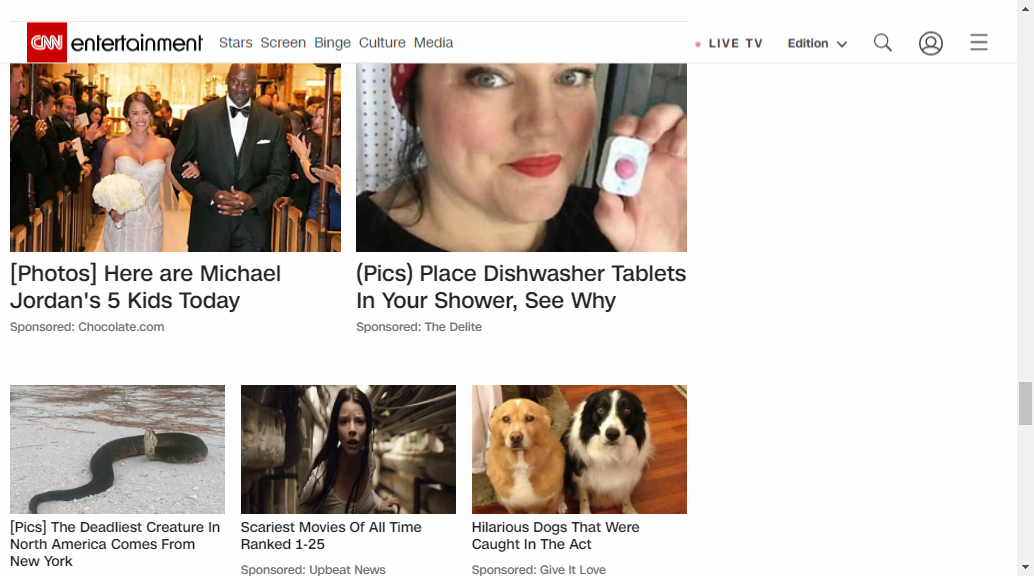 CNN entertainment Stars Screen Binge Culture Media LIVE TV Edition
[Photos] Here are Michael
Jordan's 5 Kids Today
Sponsored: Chocolate.com
(Pics) Place Dishwasher Tablets
In Your Shower, See Why
Sponsored: The Delite
[Pics] The Deadliest Creature In
North America Comes From
New York
Scariest Movies Of All Time
Ranked 1-25
Sponsored: Upbeat News
Hilarious Dogs That Were
Caught In The Act
Sponsored: Give It Love